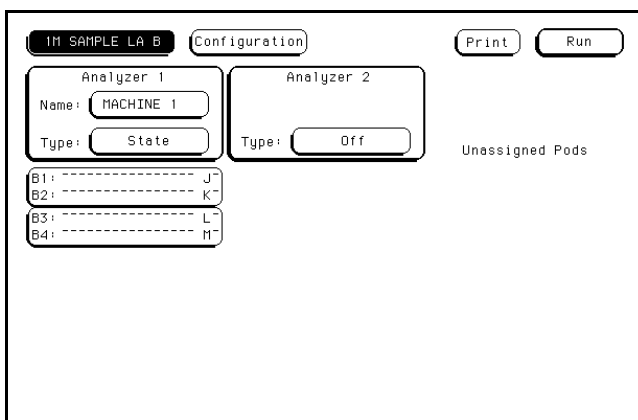 1M SAMPLE LA B Configuration Print Run
Analyzer 1 Analyzer 2
Name: MACHINE 1
Type: State Type: Off
Unassigned Pods
B1: ---------------- J-
B2: ---------------- K-
B3: ---------------- L-
B4: ---------------- M-